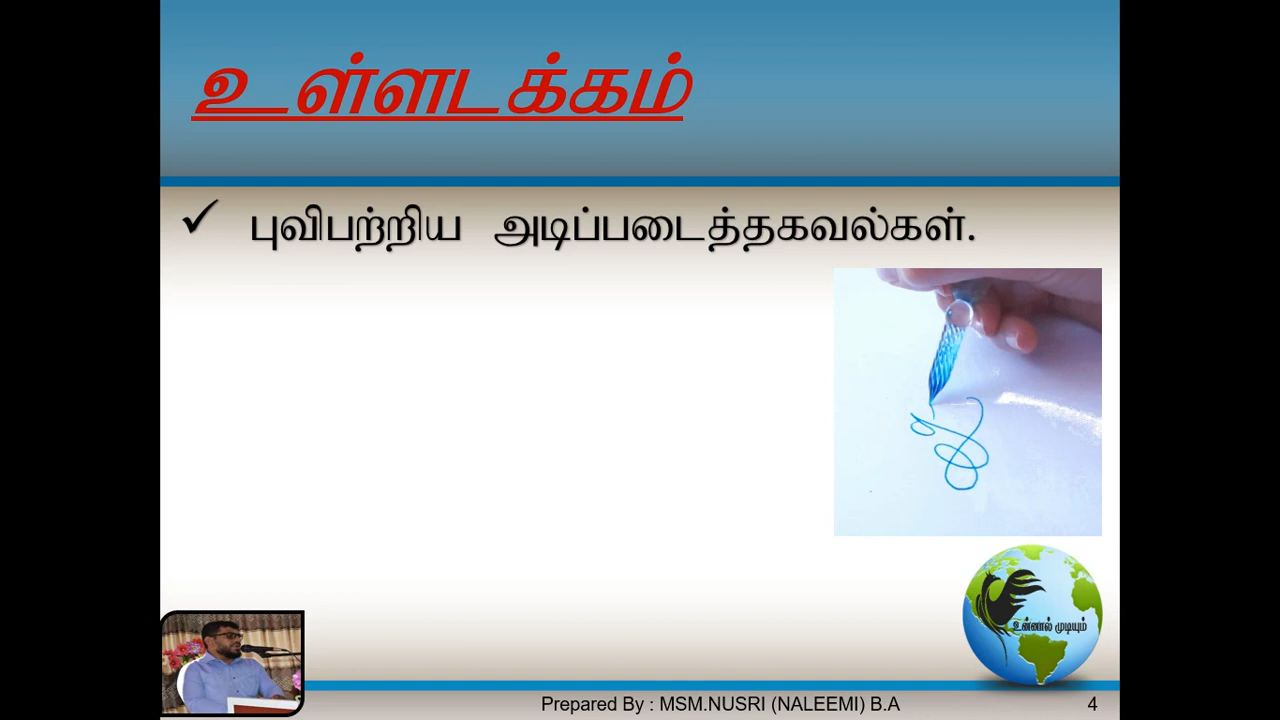 உள்ளடக்கம்
✓ புவிபற்றிய அடிப்படைத்தகவல்கள்.
உன்னால் முடியும்
Prepared By : MSM.NUSRI (NALEEMI) B.A
4